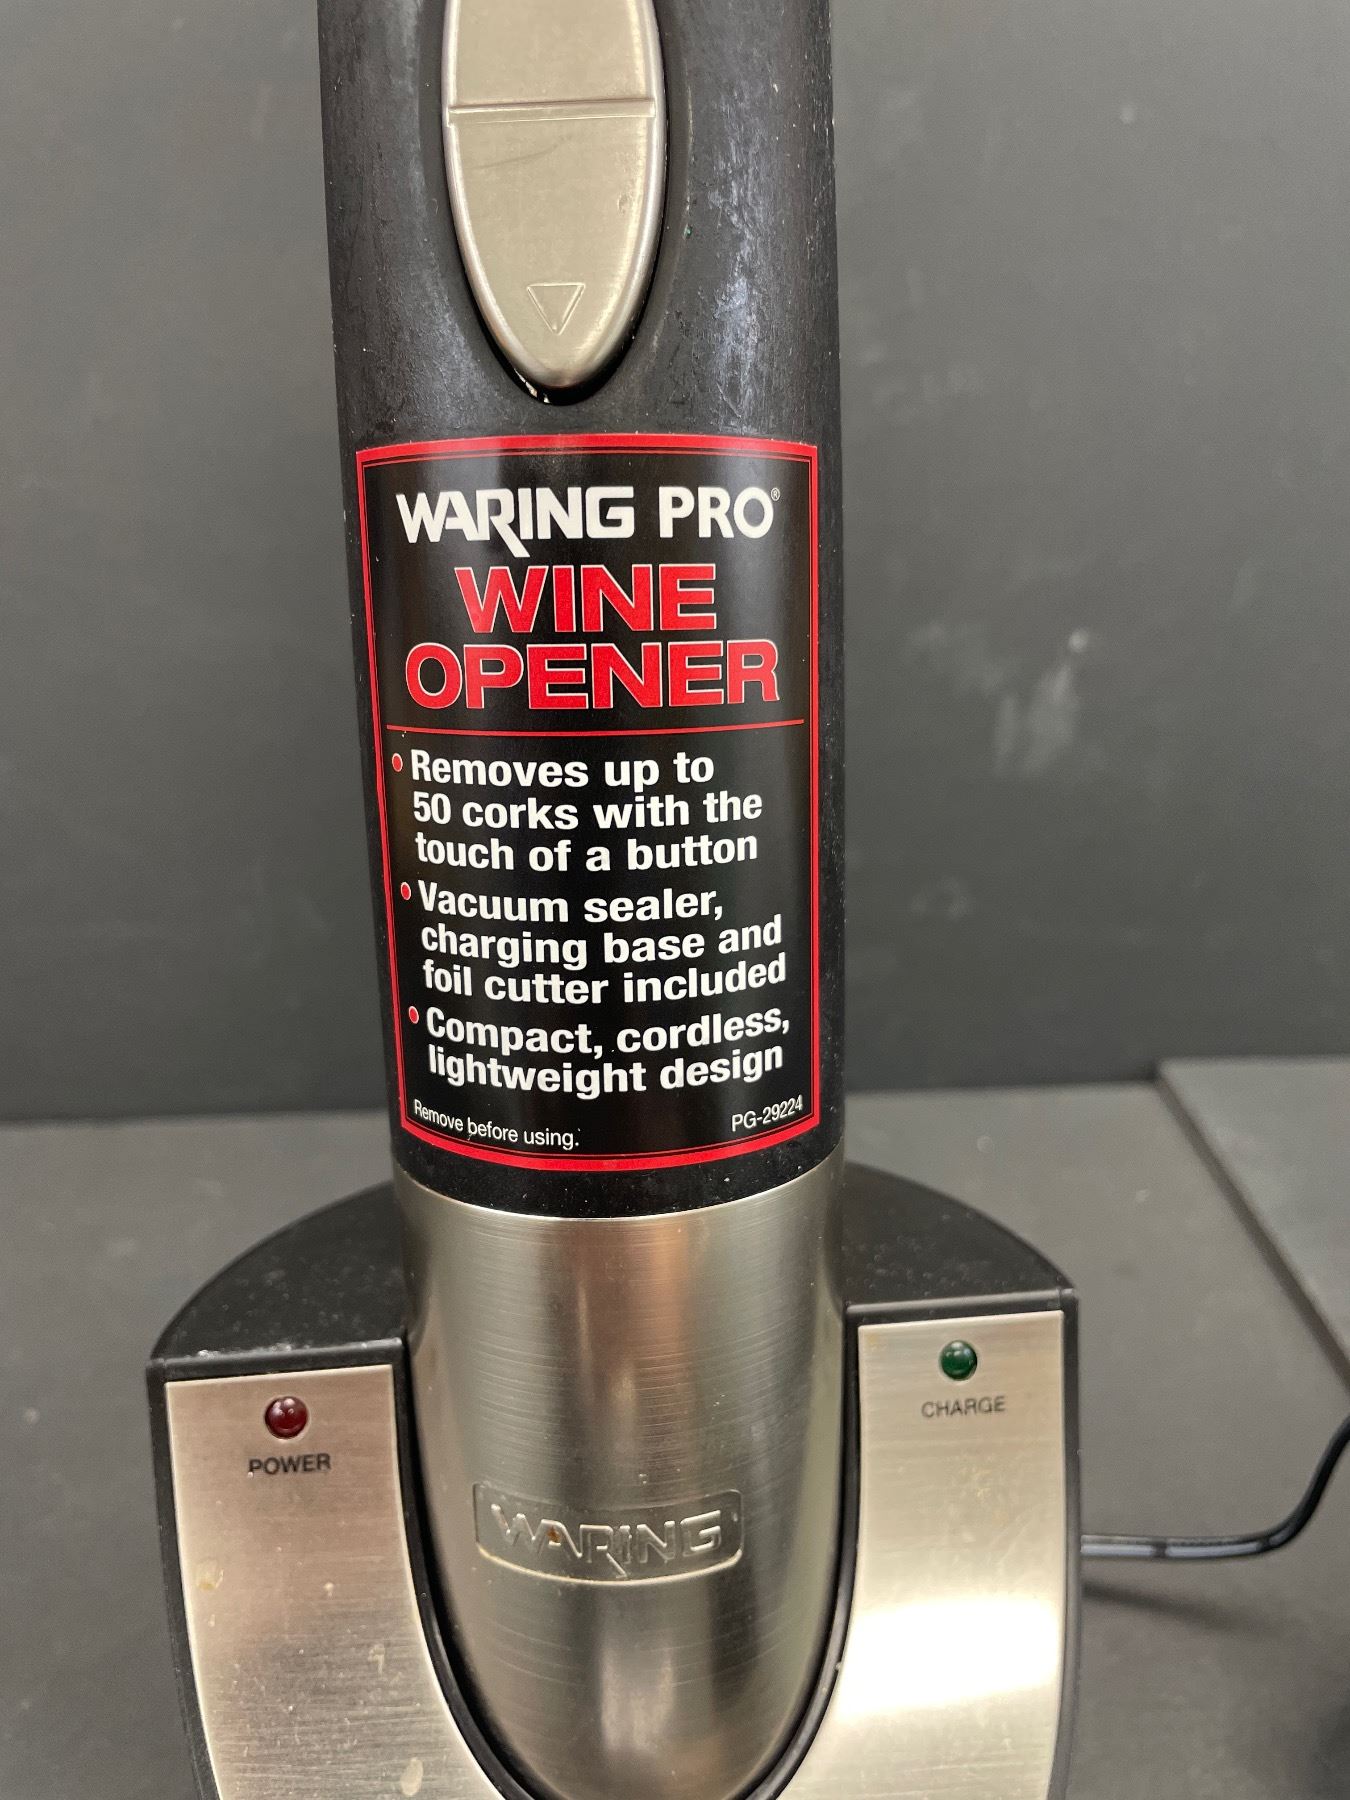 WARING PRO®
WINE
OPENER
• Removes up to
50 corks with the
touch of a button
• Vacuum sealer,
charging base and
foil cutter included
• Compact, cordless,
lightweight design
Remove before using. PG-29224
CHARGE
POWER
WARING